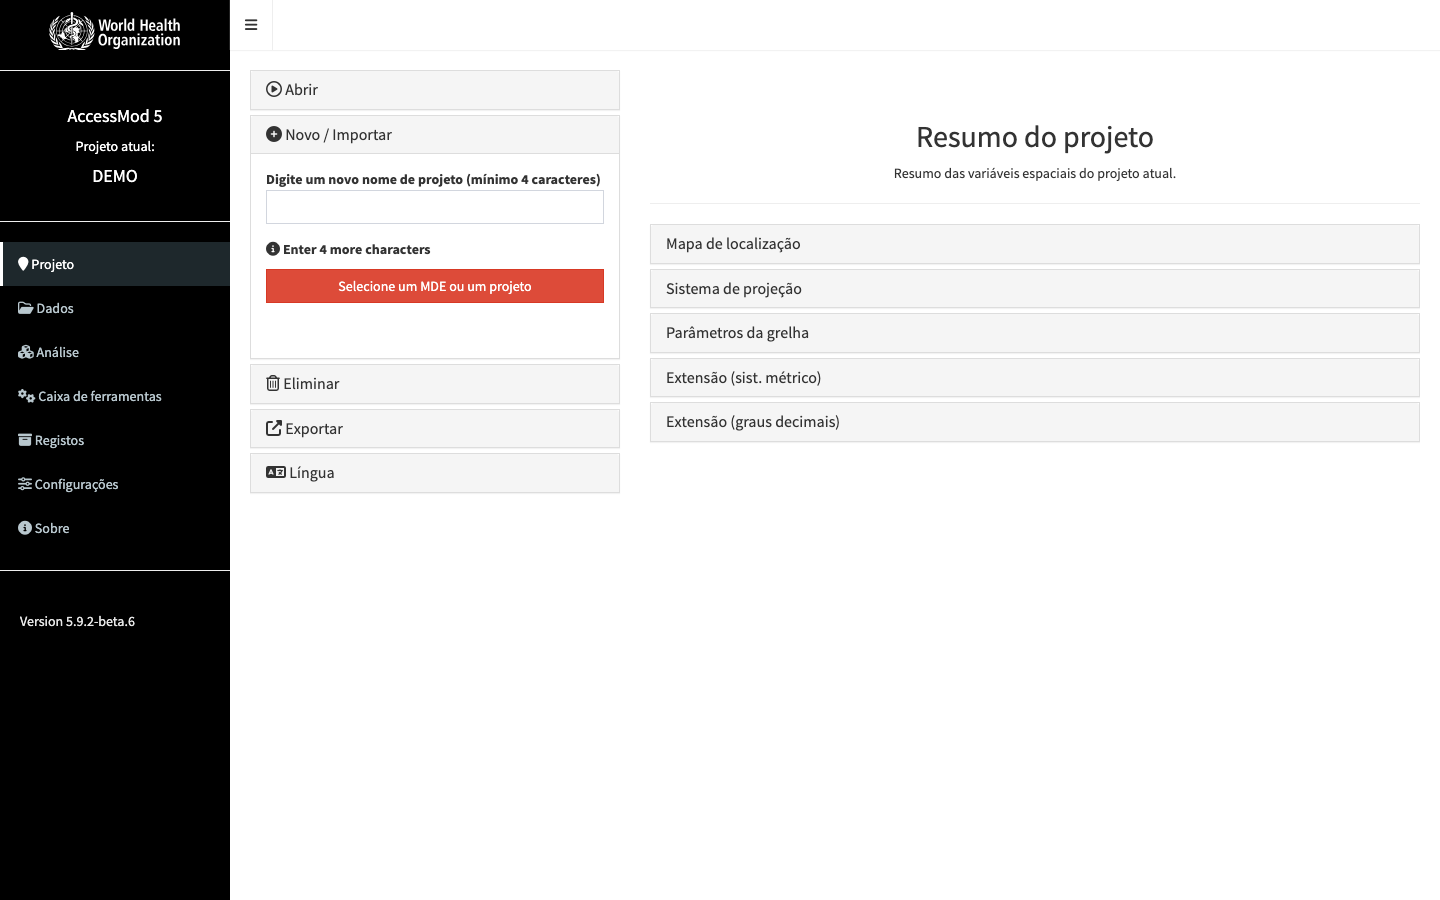 World Health
Organization
AccessMod 5
Projeto atual:
DEMO
Projeto
Dados
Análise
Caixa de ferramentas
Registos
Configurações
Sobre
Version 5.9.2-beta.6
Abrir
Novo / Importar
Digite um novo nome de projeto (mínimo 4 caracteres)
Enter 4 more characters
Selecione um MDE ou um projeto
Eliminar
Exportar
Língua
Resumo do projeto
Resumo das variáveis espaciais do projeto atual.
Mapa de localização
Sistema de projeção
Parâmetros da grelha
Extensão (sist. métrico)
Extensão (graus decimais)